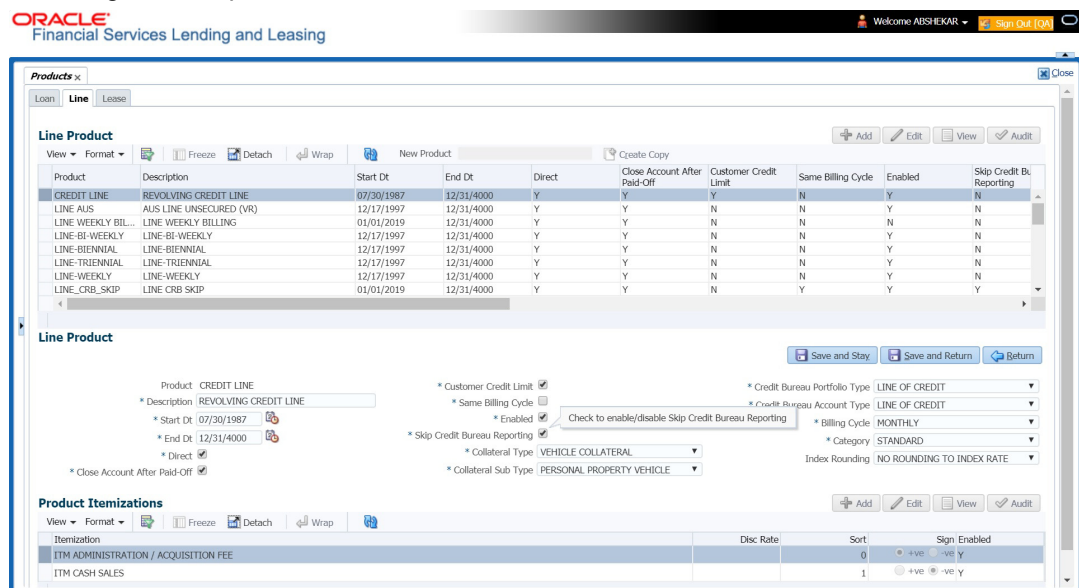 ORACLE
Financial Services Lending and Leasing
Welcome ABSHEKAR
Sign Out [QA]
Products x
Close
Loan Line Lease
Line Product
Add Edit View Audit
View Format Freeze Detach Wrap New Product Create Copy
Product Description Start Dt End Dt Direct Close Account After Paid-Off Customer Credit Limit Same Billing Cycle Enabled Skip Credit Bu Reporting
CREDIT LINE REVOLVING CREDIT LINE 07/30/1987 12/31/4000 Y Y Y N Y N
LINE AUS AUS LINE UNSECURED (VR) 12/17/1997 12/31/4000 Y Y N N Y N
LINE WEEKLY BIL... LINE WEEKLY BILLING 01/01/2019 12/31/4000 Y Y N N N N
LINE-BI-WEEKLY LINE-BI-WEEKLY 12/17/1997 12/31/4000 Y Y N N Y N
LINE-BIENNIAL LINE-BIENNIAL 12/17/1997 12/31/4000 Y Y N N Y N
LINE-TRIENNIAL LINE-TRIENNIAL 12/17/1997 12/31/4000 Y Y N N Y N
LINE-WEEKLY LINE-WEEKLY 12/17/1997 12/31/4000 Y Y N N Y N
LINE_CRB_SKIP LINE CRB SKIP 01/01/2019 12/31/4000 Y Y N Y Y Y
Line Product
Save and Stay Save and Return Return
Product CREDIT LINE
* Description REVOLVING CREDIT LINE
* Start Dt 07/30/1987
* End Dt 12/31/4000
* Direct
* Close Account After Paid-Off
* Customer Credit Limit
* Same Billing Cycle
* Enabled
Check to enable/disable Skip Credit Bureau Reporting
* Skip Credit Bureau Reporting
* Collateral Type VEHICLE COLLATERAL
* Collateral Sub Type PERSONAL PROPERTY VEHICLE
* Credit Bureau Portfolio Type LINE OF CREDIT
* Credit Bureau Account Type LINE OF CREDIT
* Billing Cycle MONTHLY
* Category STANDARD
Index Rounding NO ROUNDING TO INDEX RATE
Product Itemizations
Add Edit View Audit
View Format Freeze Detach Wrap
Itemization Disc Rate Sort Sign Enabled
ITM ADMINISTRATION / ACQUISITION FEE 0 +ve -ve Y
ITM CASH SALES 1 +ve -ve Y